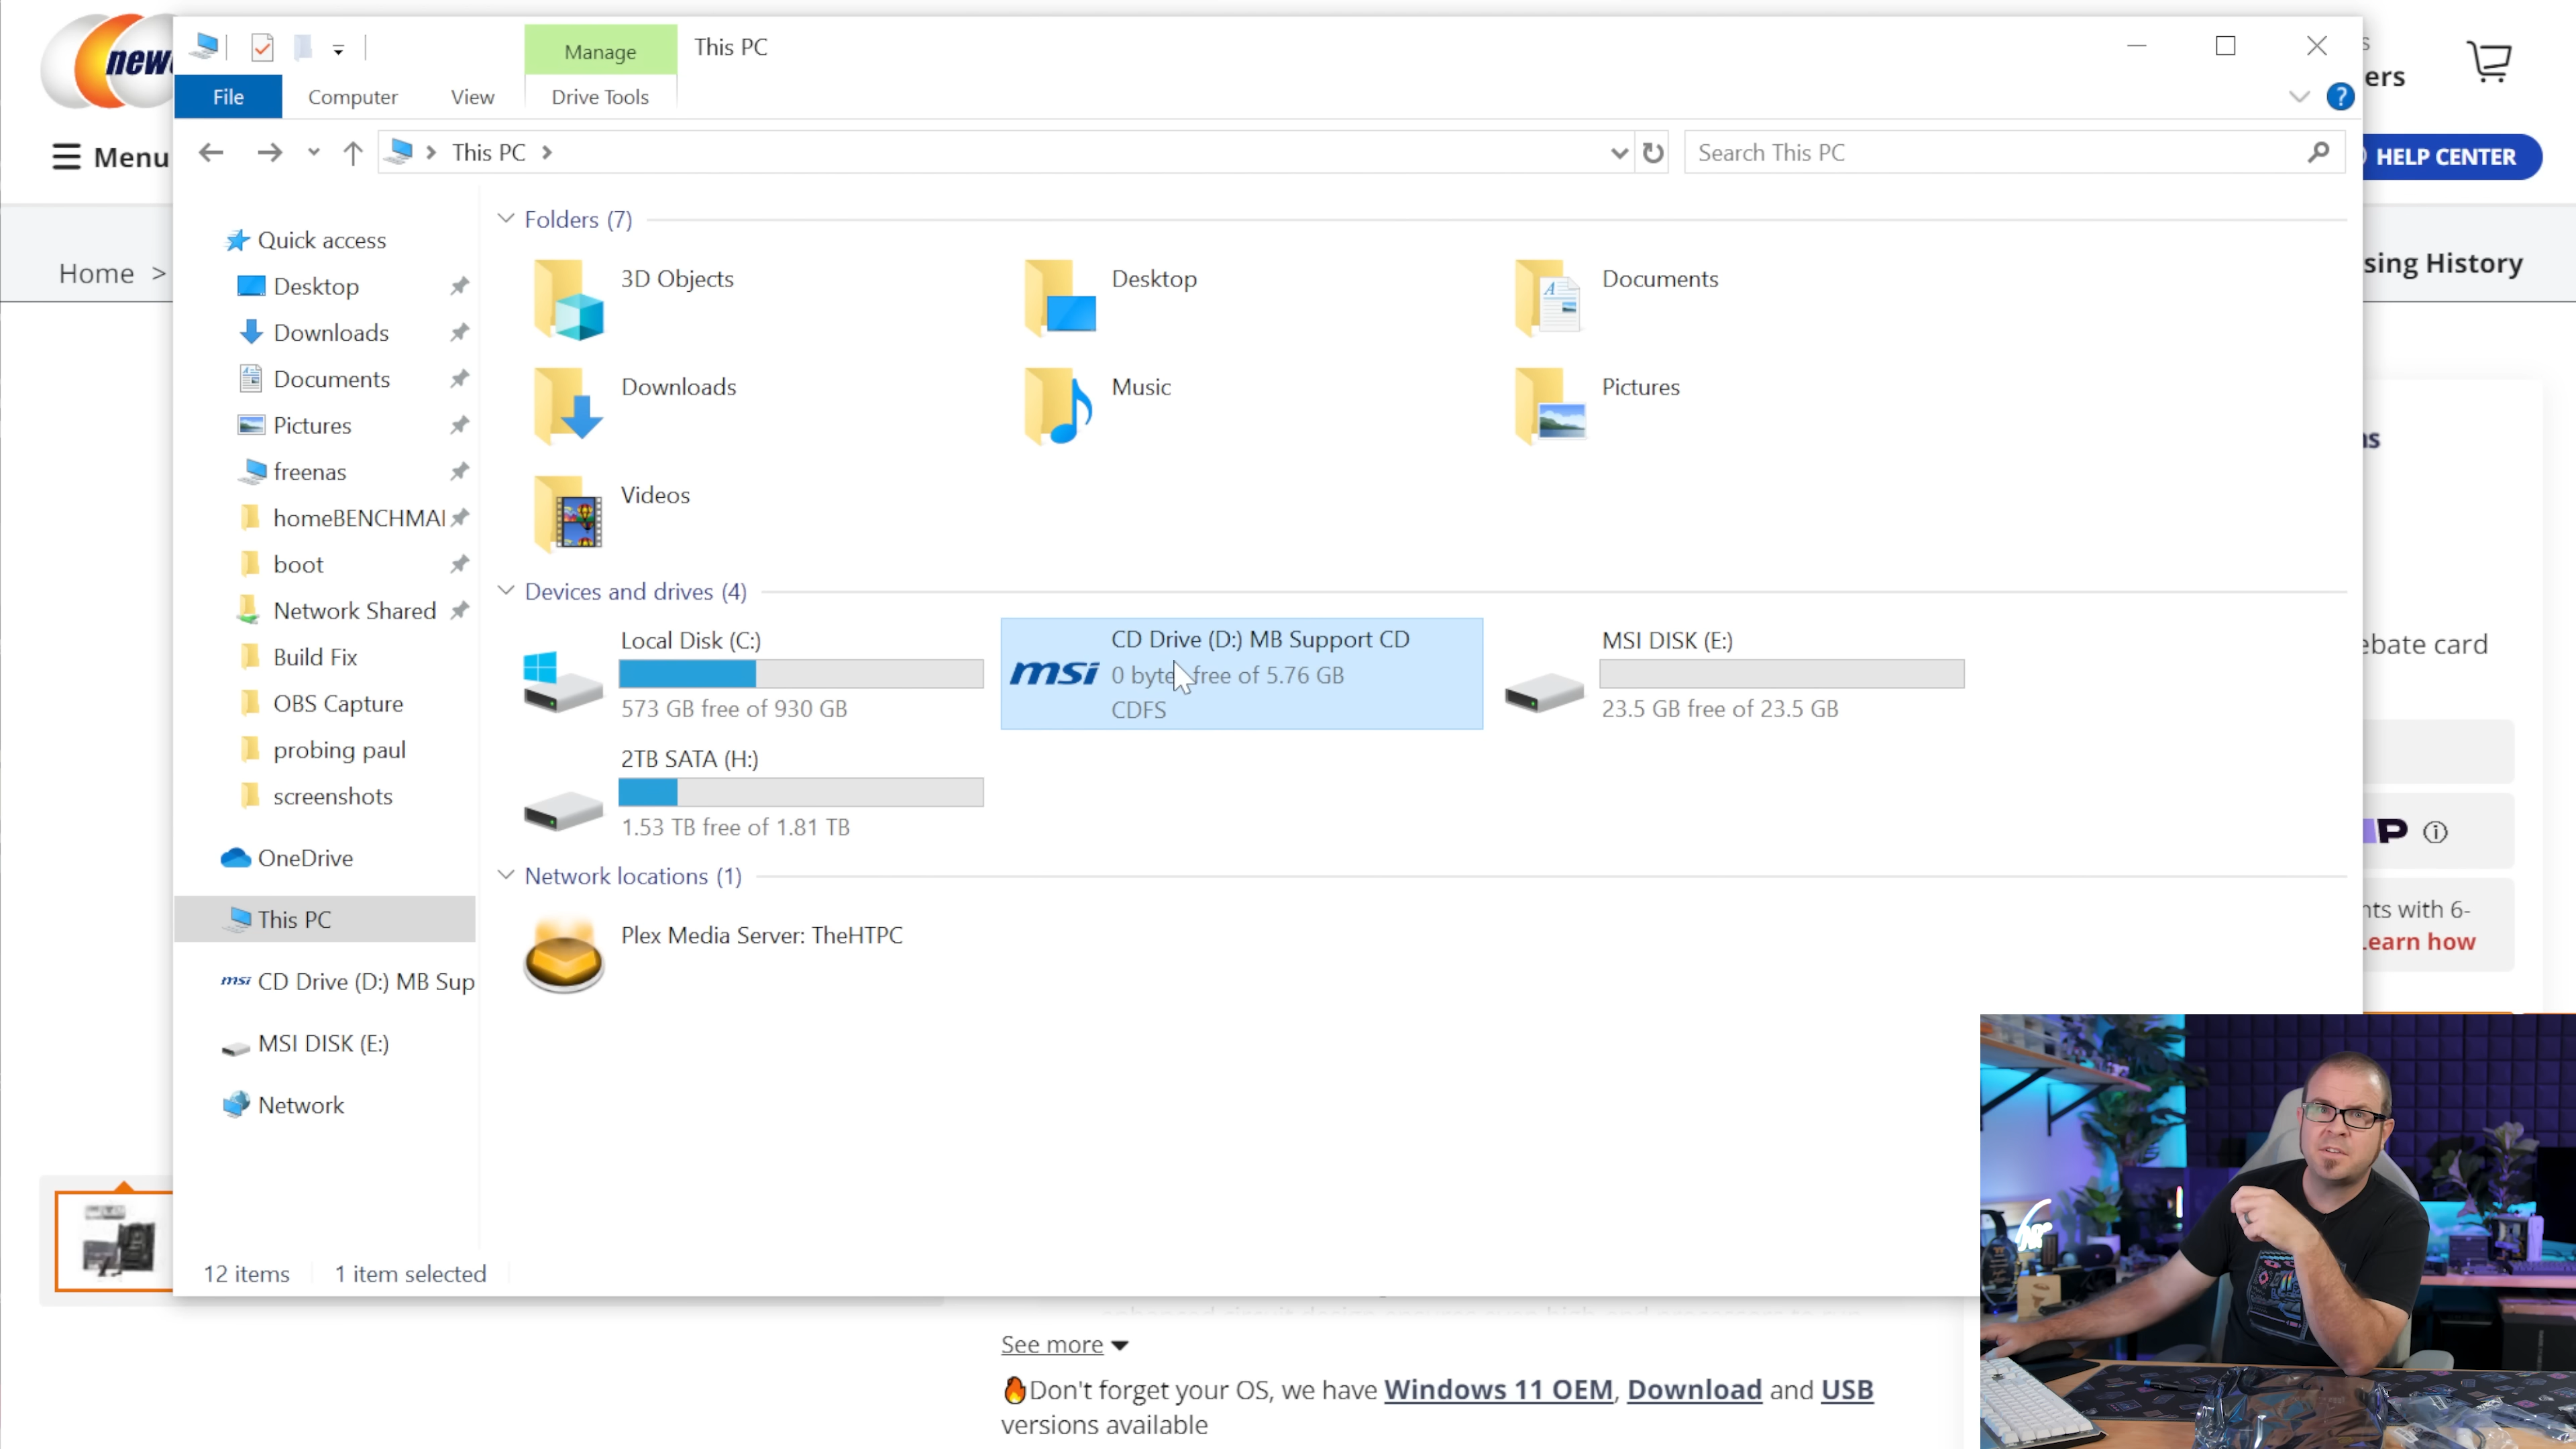 newe
Menu
Home >
Manage
This PC
File
Computer
View
Drive Tools
?
ers
This PC
Search This PC
HELP CENTER
sing History
Quick access
Desktop
Downloads
Documents
Pictures
freenas
homeBENCHMAI
boot
Network Shared
Build Fix
OBS Capture
probing paul
screenshots
OneDrive
This PC
msi CD Drive (D:) MB Sup
MSI DISK (E:)
Network
Folders (7)
3D Objects
Desktop
Documents
Downloads
Music
Pictures
Videos
Devices and drives (4)
Local Disk (C:)
573 GB free of 930 GB
msi
CD Drive (D:) MB Support CD
0 byte free of 5.76 GB
CDFS
MSI DISK (E:)
23.5 GB free of 23.5 GB
2TB SATA (H:)
1.53 TB free of 1.81 TB
Network locations (1)
Plex Media Server: TheHTPC
12 items
1 item selected
ebate card
nts with 6-
earn how
See more
Don't forget your OS, we have Windows 11 OEM, Download and USB
versions available